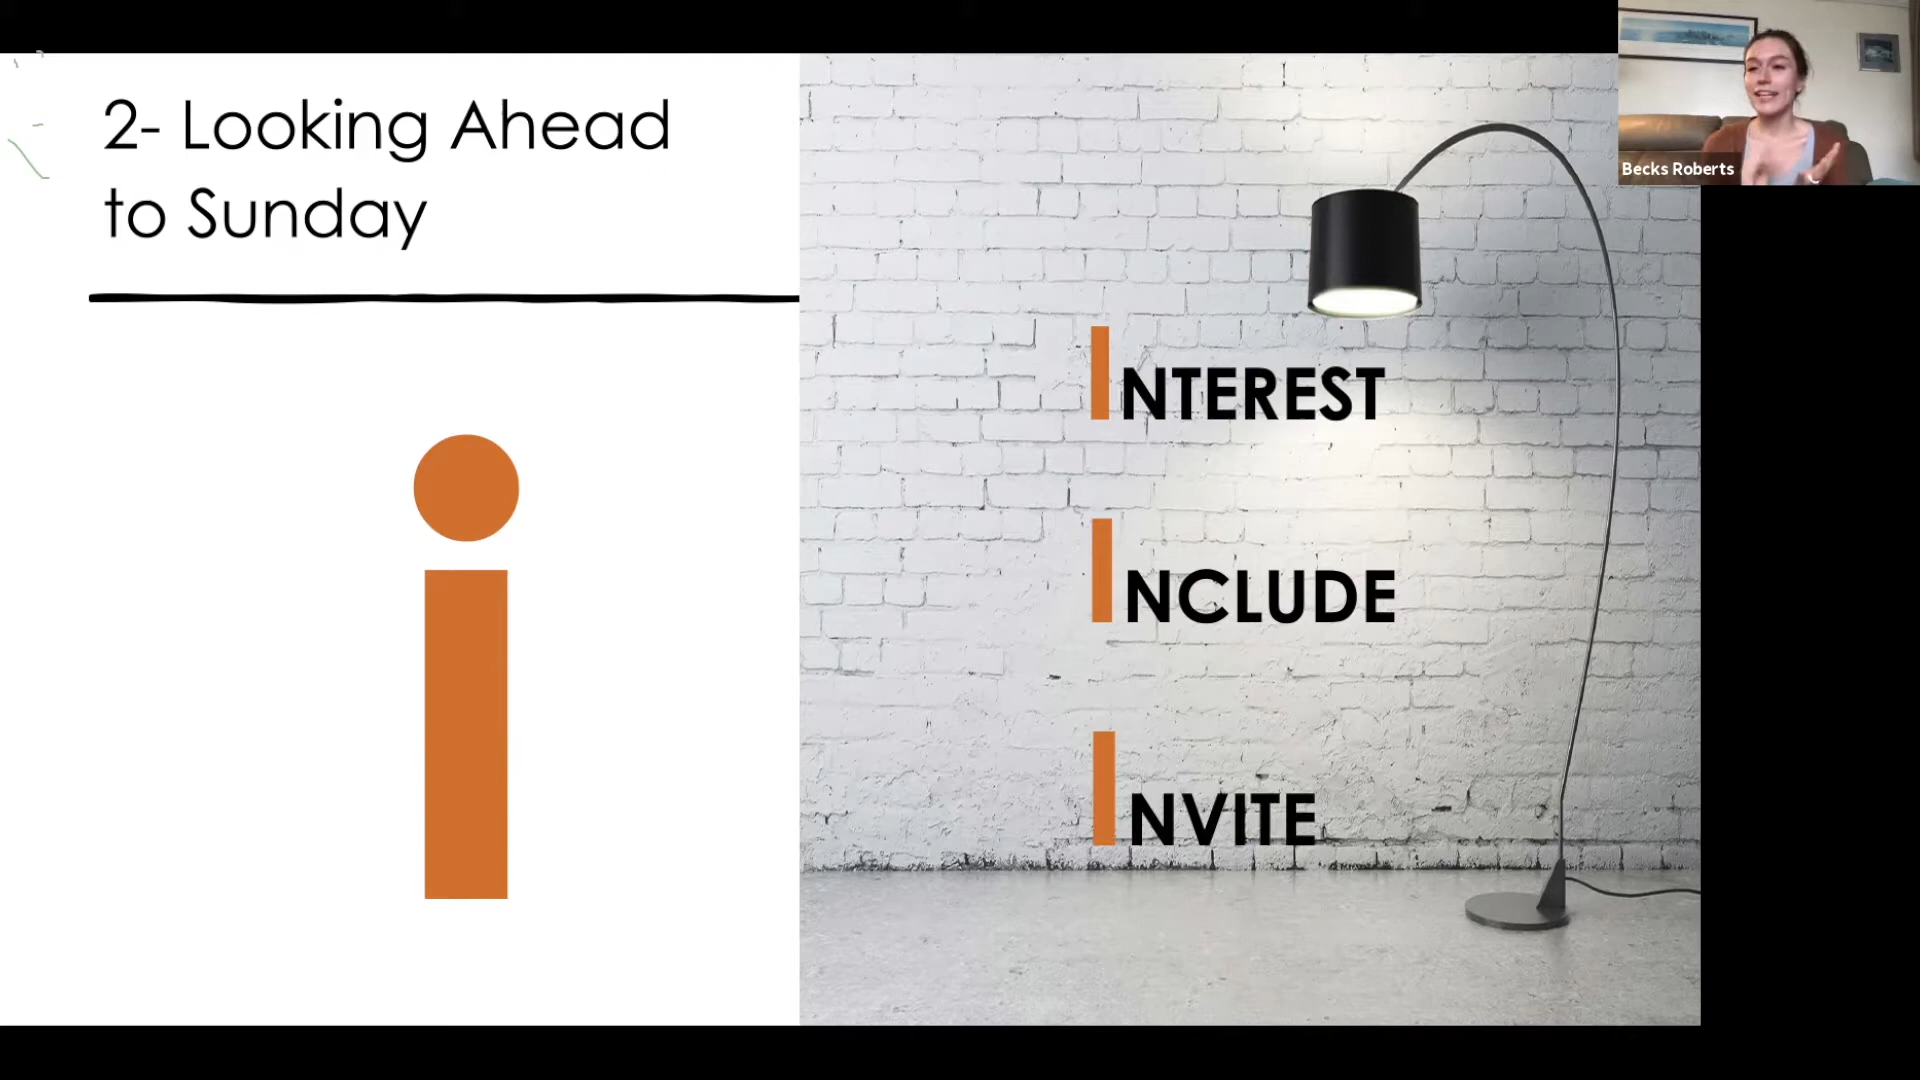 2- Looking Ahead
to Sunday
i
INTEREST
INCLUDE
INVITE
Becks Roberts